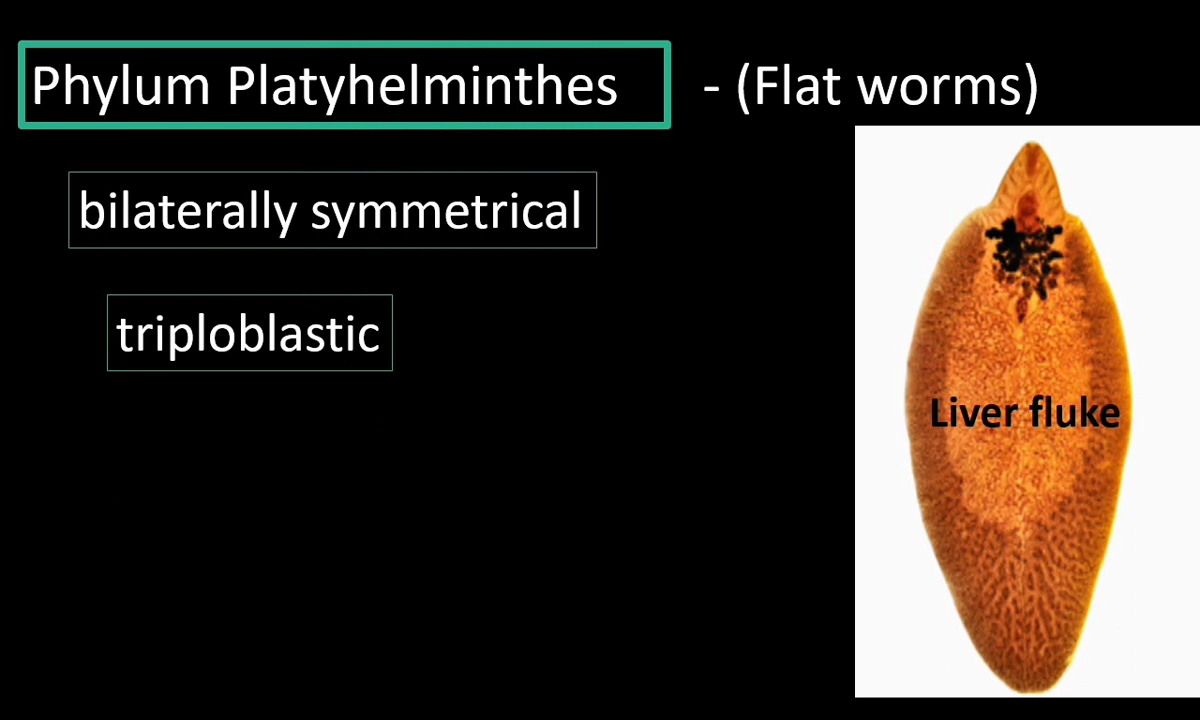 Phylum Platyhelminthes - (Flat worms)
bilaterally symmetrical
triploblastic
Liver fluke